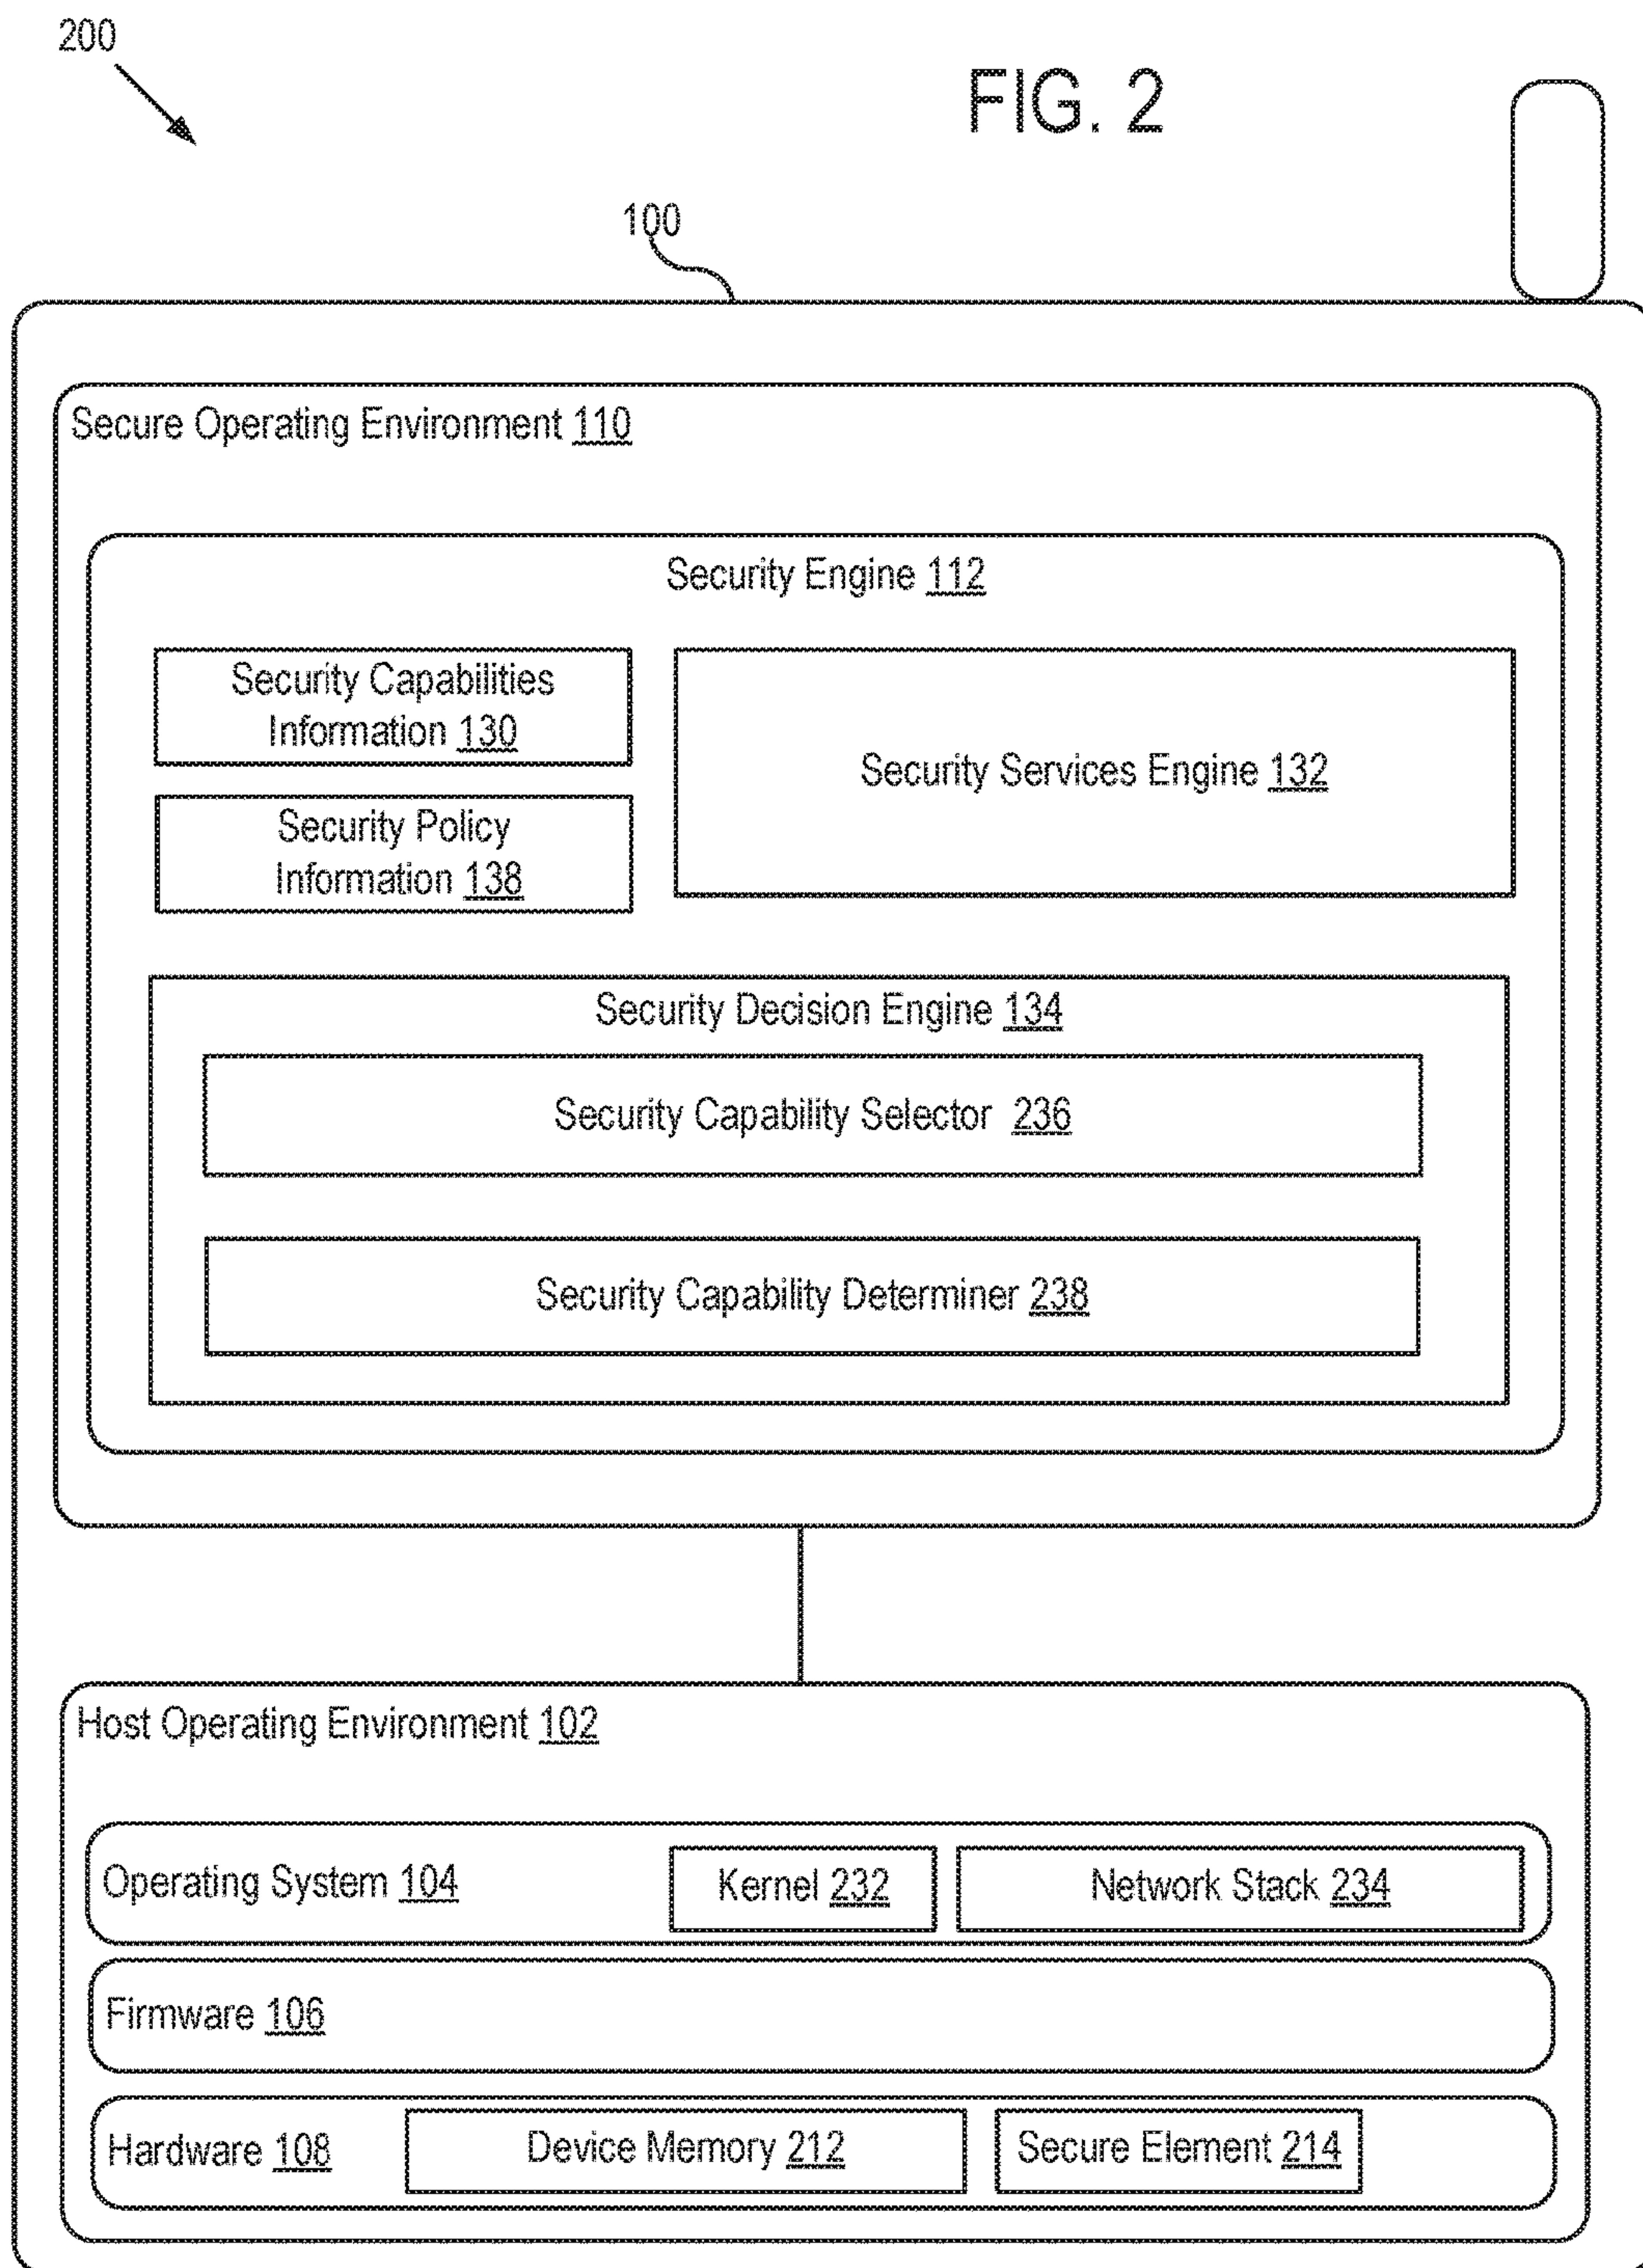 200
FIG. 2
100
Secure Operating Environment 110
Security Engine 112
Security Capabilities
Information 130
Security Services Engine 132
Security Policy
Information 138
Security Decision Engine 134
Security Capability Selector 236
Security Capability Determiner 238
Host Operating Environment 102
Operating System 104
Kernel 232
Network Stack 234
Firmware 106
Hardware 108
Device Memory 212
Secure Element 214